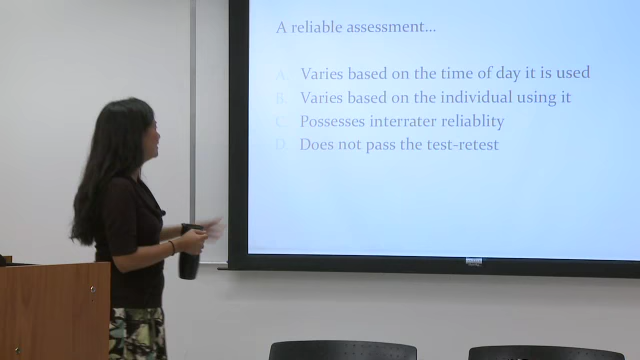 A reliable assessment...
A. Varies based on the time of day it is used
B. Varies based on the individual using it
C. Possesses interrater reliablity
D. Does not pass the test-retest